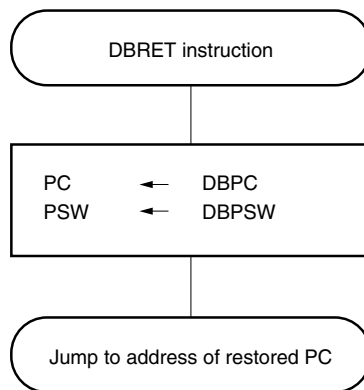 DBRET instruction
PC ← DBPC
PSW ← DBPSW
Jump to address of restored PC